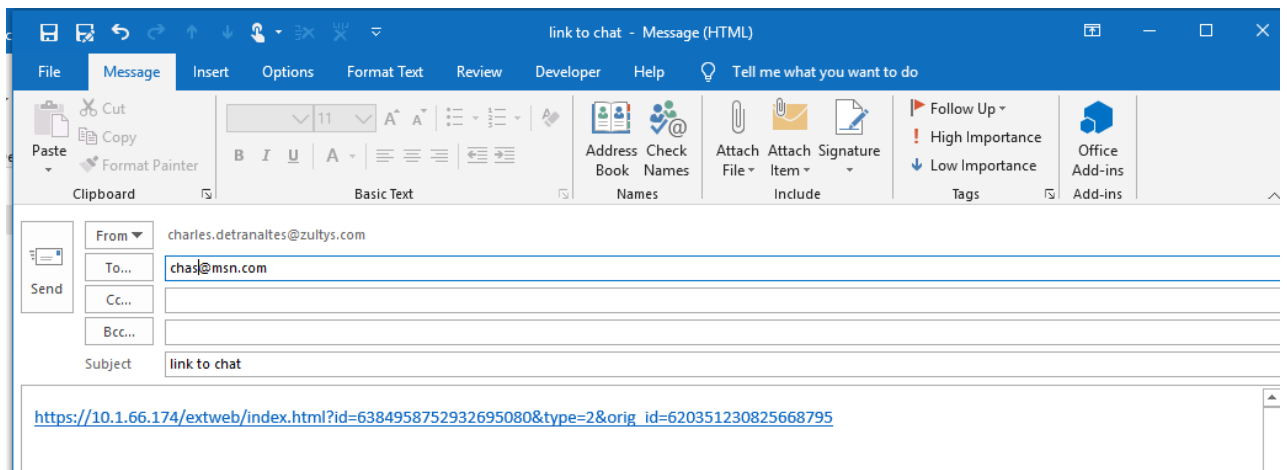 link to chat - Message (HTML)
File Message Insert Options Format Text Review Developer Help Tell me what you want to do
Cut
Copy
Format Painter
Paste
11
A A
B I U A
Address Book
Check Names
Attach File
Attach Item
Signature
Follow Up
! High Importance
Low Importance
Office Add-ins
Clipboard Basic Text Names Include Tags Add-ins
From charles.detranaltes@zultys.com
To... chas@msn.com
Send
Cc...
Bcc...
Subject link to chat
https://10.1.66.174/extweb/index.html?id=6384958752932695080&type=2&orig_id=620351230825668795